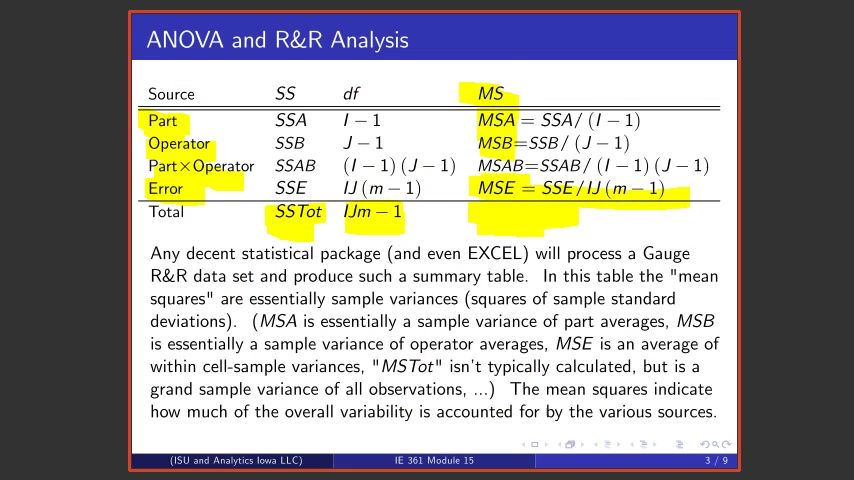 ANOVA and R&R Analysis
Source SS df MS
Part SSA I − 1 MSA = SSA/ (I − 1)
Operator SSB J − 1 MSB=SSB/ (J − 1)
Part×Operator SSAB (I − 1) (J − 1) MSAB=SSAB/ (I − 1) (J − 1)
Error SSE IJ (m − 1) MSE = SSE/IJ (m − 1)
Total SSTot IJm − 1
Any decent statistical package (and even EXCEL) will process a Gauge
R&R data set and produce such a summary table. In this table the "mean
squares" are essentially sample variances (squares of sample standard
deviations). (MSA is essentially a sample variance of part averages, MSB
is essentially a sample variance of operator averages, MSE is an average of
within cell-sample variances, "MSTot" isn't typically calculated, but is a
grand sample variance of all observations, ...) The mean squares indicate
how much of the overall variability is accounted for by the various sources.
(ISU and Analytics Iowa LLC) IE 361 Module 15 3 / 9